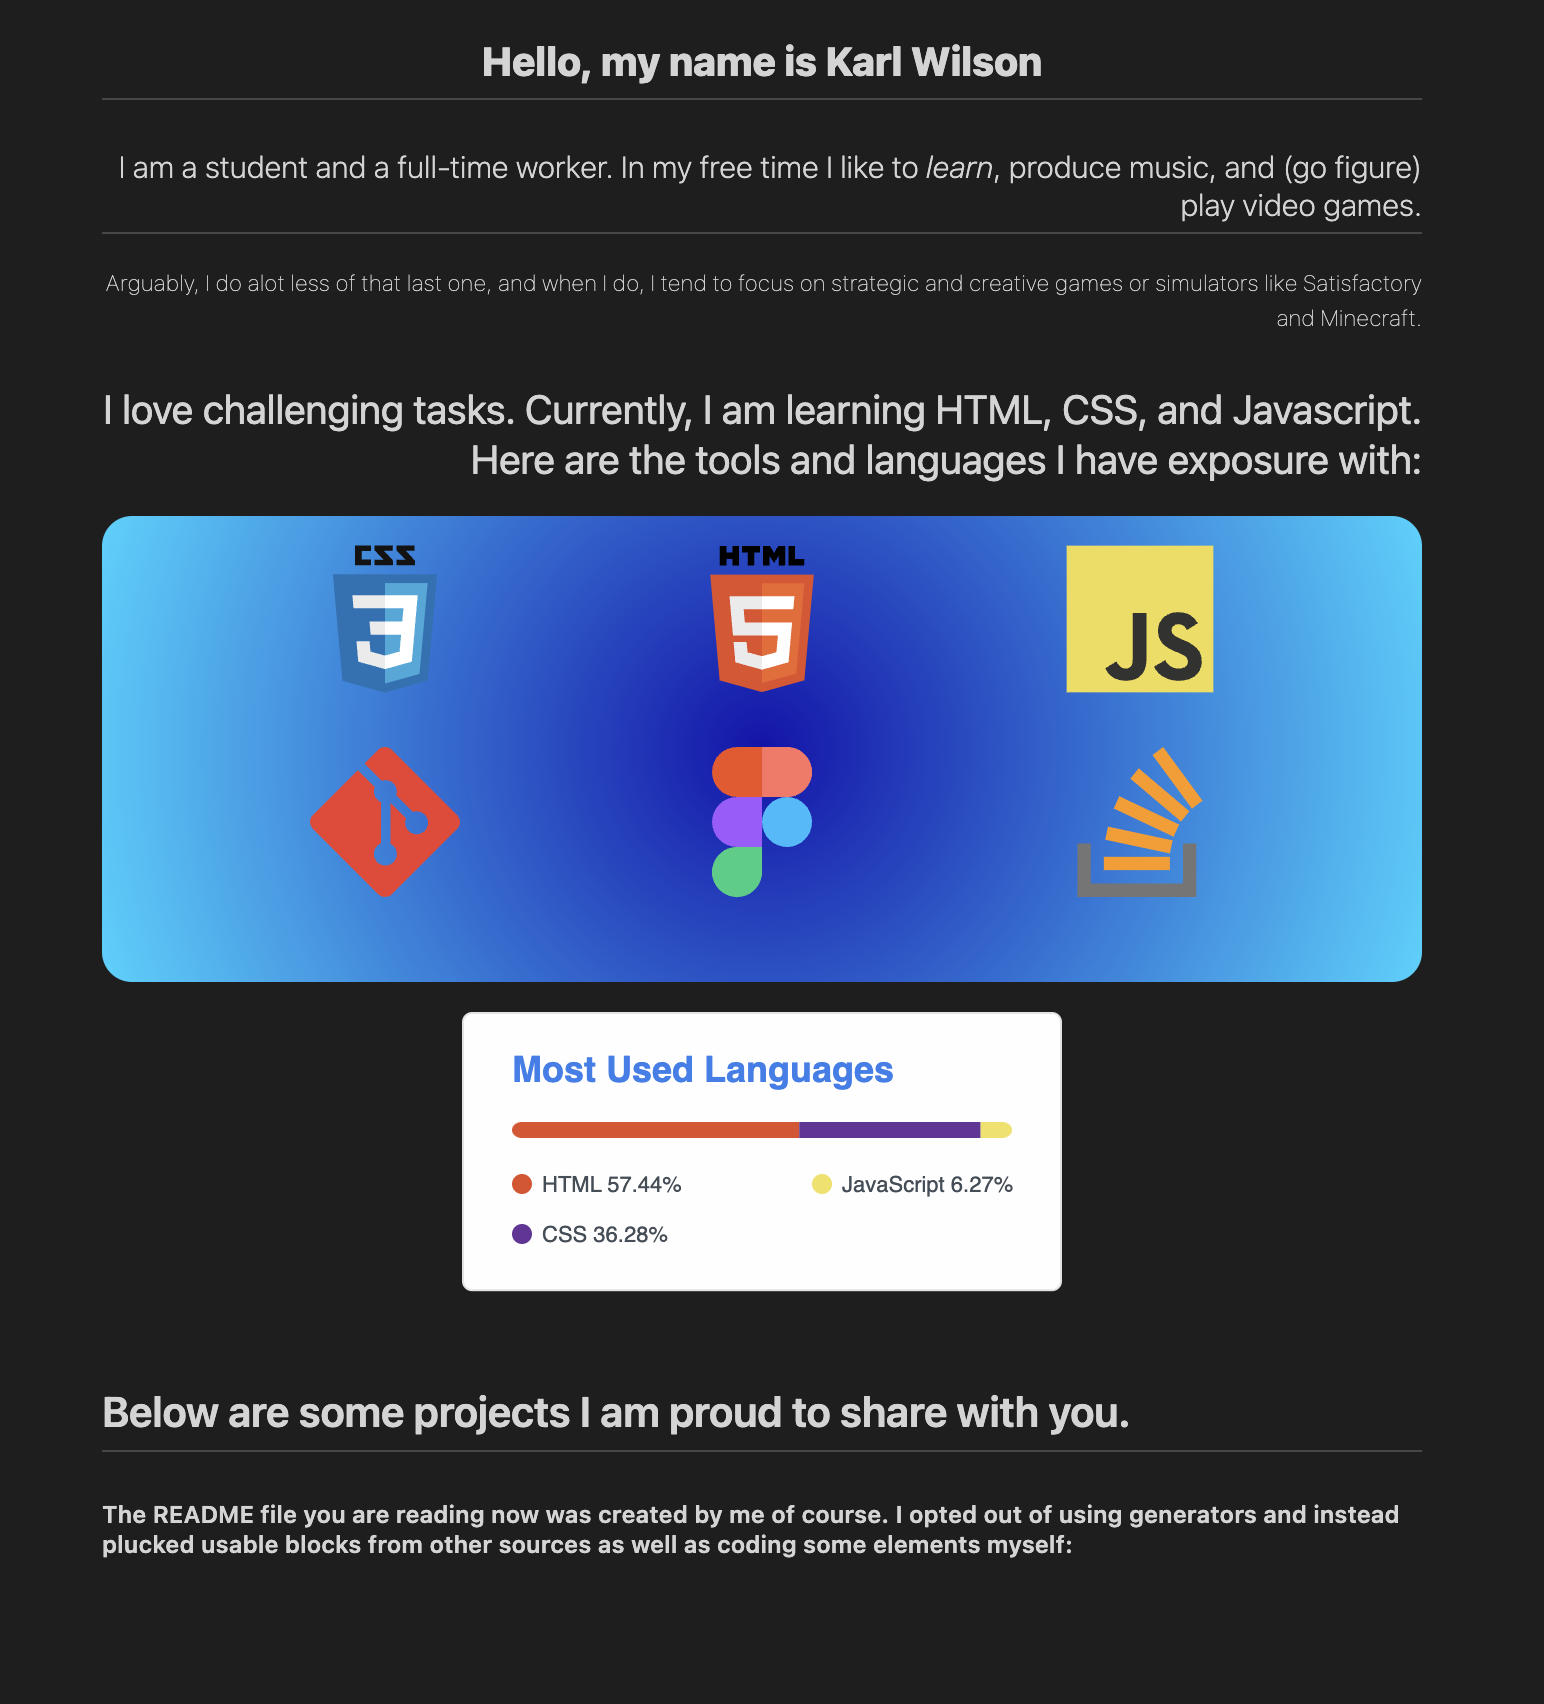 Hello, my name is Karl Wilson
I am a student and a full-time worker. In my free time I like to learn, produce music, and (go figure)
play video games.
Arguably, I do alot less of that last one, and when I do, I tend to focus on strategic and creative games or simulators like Satisfactory
and Minecraft.
I love challenging tasks. Currently, I am learning HTML, CSS, and Javascript.
Here are the tools and languages I have exposure with:
CSS
3
HTML
5
JS
Most Used Languages
HTML 57.44%
JavaScript 6.27%
CSS 36.28%
Below are some projects I am proud to share with you.
The README file you are reading now was created by me of course. I opted out of using generators and instead
plucked usable blocks from other sources as well as coding some elements myself: